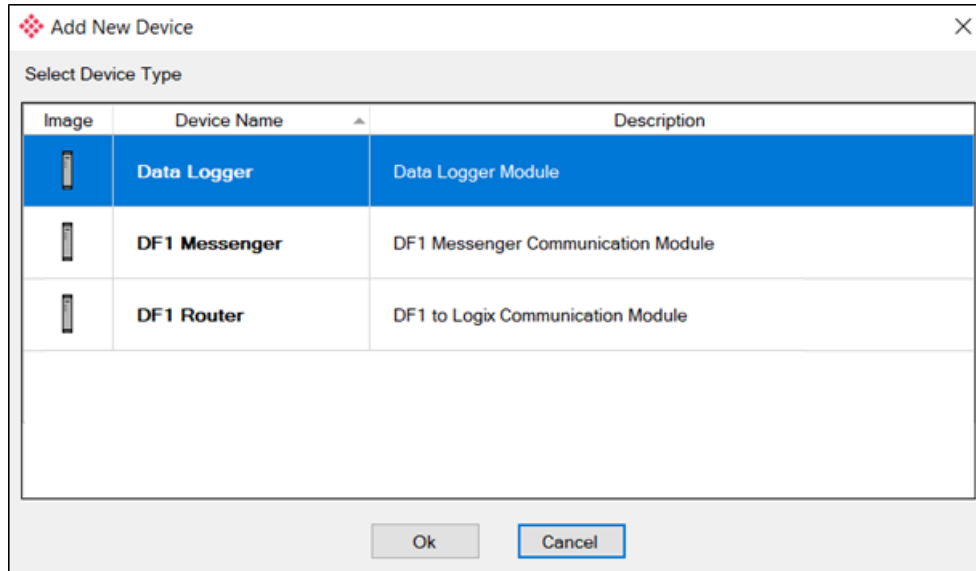 Add New Device
Select Device Type
Image Device Name Description
Data Logger Data Logger Module
DF1 Messenger DF1 Messenger Communication Module
DF1 Router DF1 to Logix Communication Module
Ok Cancel